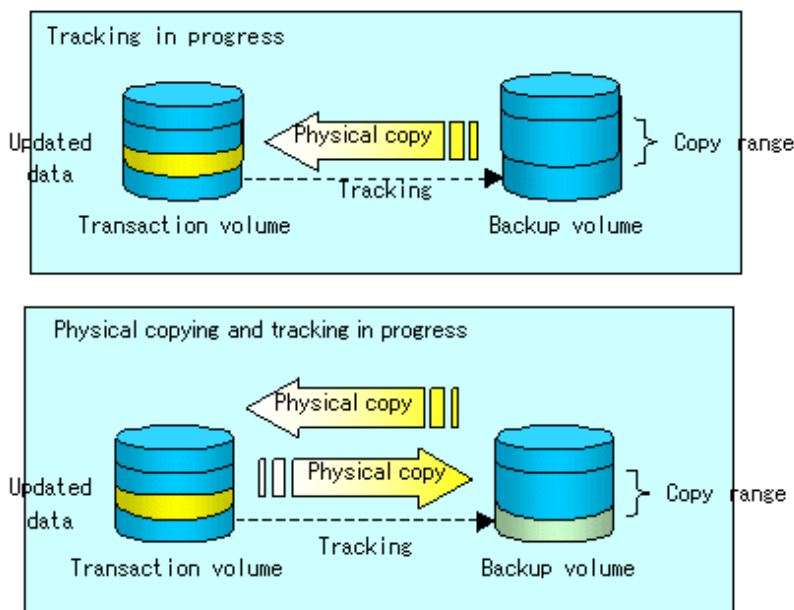 Tracking in progress
Physical copy
Updated
data
Copy range
Tracking
Transaction volume
Backup volume
Physical copying and tracking in progress
Physical copy
Physical copy
Updated
data
Copy range
Tracking
Transaction volume
Backup volume